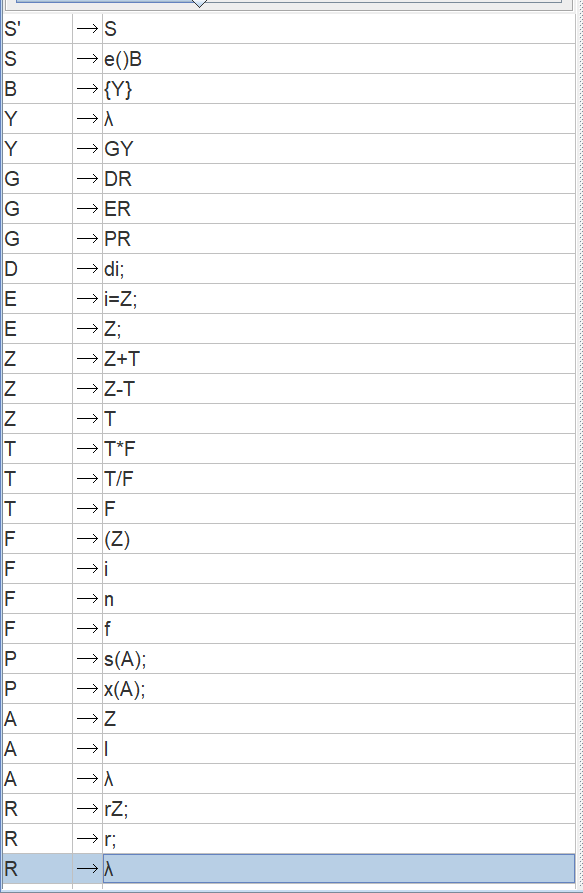 S' → S
S → e()B
B → {Y}
Y → λ
Y → GY
G → DR
G → ER
G → PR
D → di;
E → i=Z;
E → Z;
Z → Z+T
Z → Z-T
Z → T
T → T*F
T → T/F
T → F
F → (Z)
F → i
F → n
F → f
P → s(A);
P → x(A);
A → Z
A → l
A → λ
R → rZ;
R → r;
R → λ